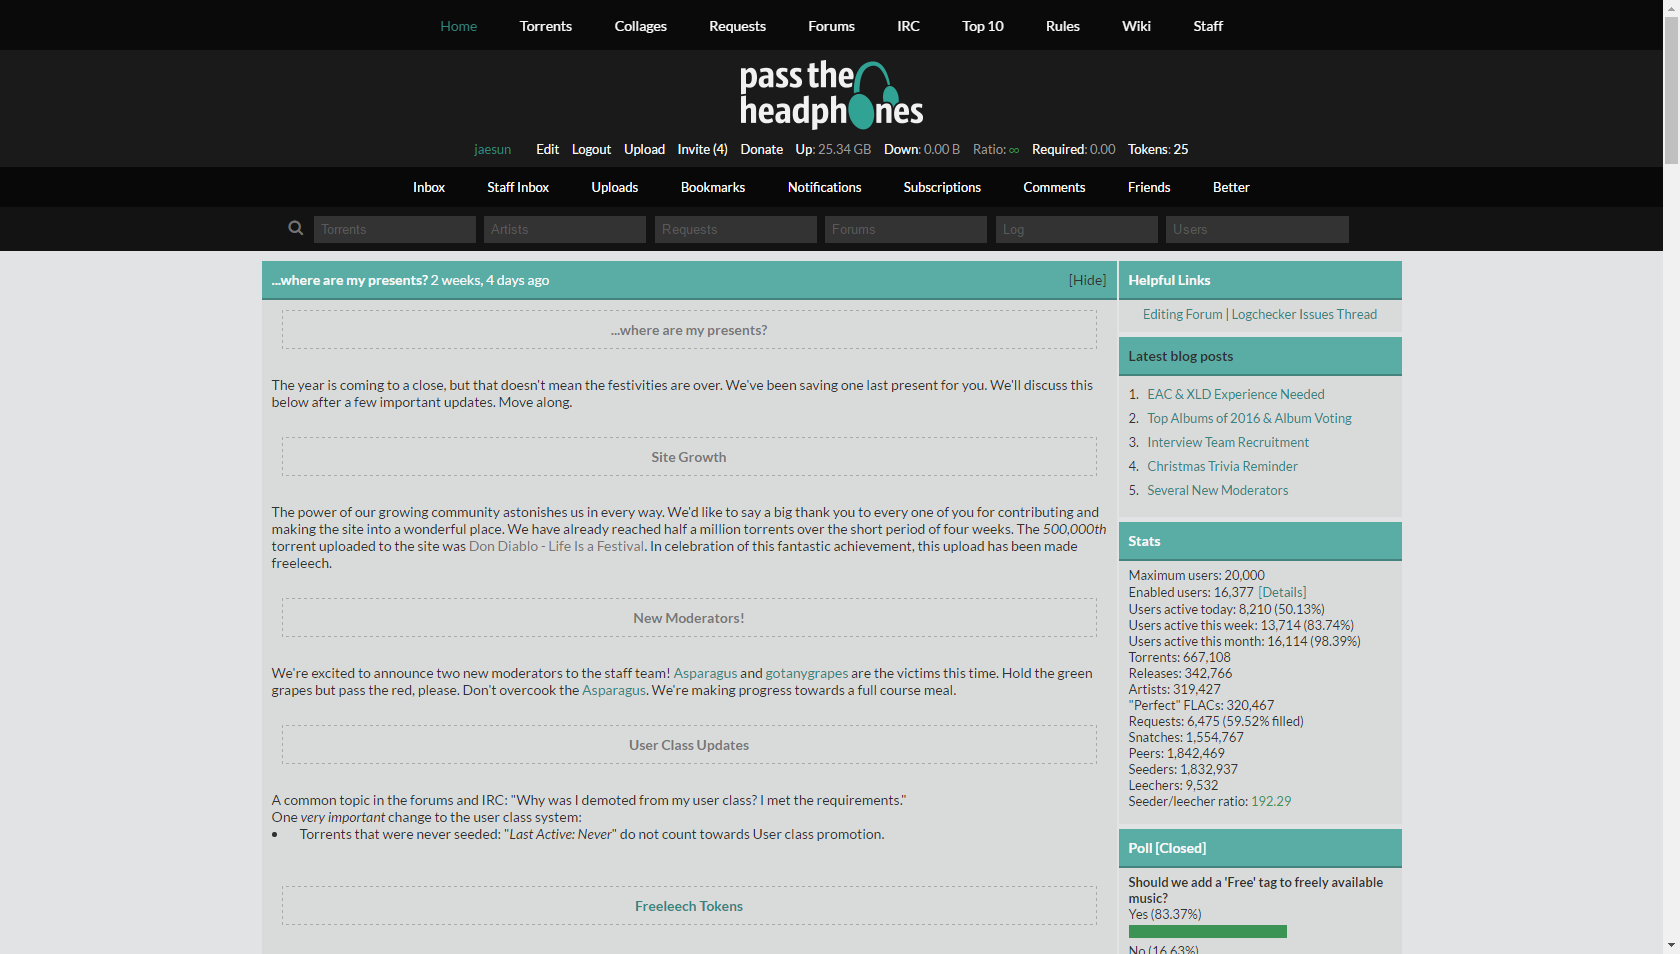 Home Torrents Collages Requests Forums IRC Top 10 Rules Wiki Staff
pass the
headphones
jaesun Edit Logout Upload Invite (4) Donate Up: 25.34 GB Down: 0.00 B Ratio: ∞ Required: 0.00 Tokens: 25
Inbox Staff Inbox Uploads Bookmarks Notifications Subscriptions Comments Friends Better
Torrents Artists Requests Forums Log Users
...where are my presents? 2 weeks, 4 days ago [Hide]
...where are my presents?
The year is coming to a close, but that doesn't mean the festivities are over. We've been saving one last present for you. We'll discuss this
below after a few important updates. Move along.
Site Growth
The power of our growing community astonishes us in every way. We'd like to say a big thank you to every one of you for contributing and
making the site into a wonderful place. We have already reached half a million torrents over the short period of four weeks. The 500,000th
torrent uploaded to the site was Don Diablo - Life Is a Festival. In celebration of this fantastic achievement, this upload has been made
freeleech.
New Moderators!
We're excited to announce two new moderators to the staff team! Asparagus and gotanygrapes are the victims this time. Hold the green
grapes but pass the red, please. Don't overcook the Asparagus. We're making progress towards a full course meal.
User Class Updates
A common topic in the forums and IRC: "Why was I demoted from my user class? I met the requirements."
One very important change to the user class system:
• Torrents that were never seeded: "Last Active: Never" do not count towards User class promotion.
Freeleech Tokens
Helpful Links
Editing Forum | Logchecker Issues Thread
Latest blog posts
1. EAC & XLD Experience Needed
2. Top Albums of 2016 & Album Voting
3. Interview Team Recruitment
4. Christmas Trivia Reminder
5. Several New Moderators
Stats
Maximum users: 20,000
Enabled users: 16,377 [Details]
Users active today: 8,210 (50.13%)
Users active this week: 13,714 (83.74%)
Users active this month: 16,114 (98.39%)
Torrents: 667,108
Releases: 342,766
Artists: 319,427
"Perfect" FLACs: 320,467
Requests: 6,475 (59.52% filled)
Snatches: 1,554,767
Peers: 1,842,469
Seeders: 1,832,937
Leechers: 9,532
Seeder/leecher ratio: 192.29
Poll [Closed]
Should we add a 'Free' tag to freely available
music?
Yes (83.37%)
No (16.63%)